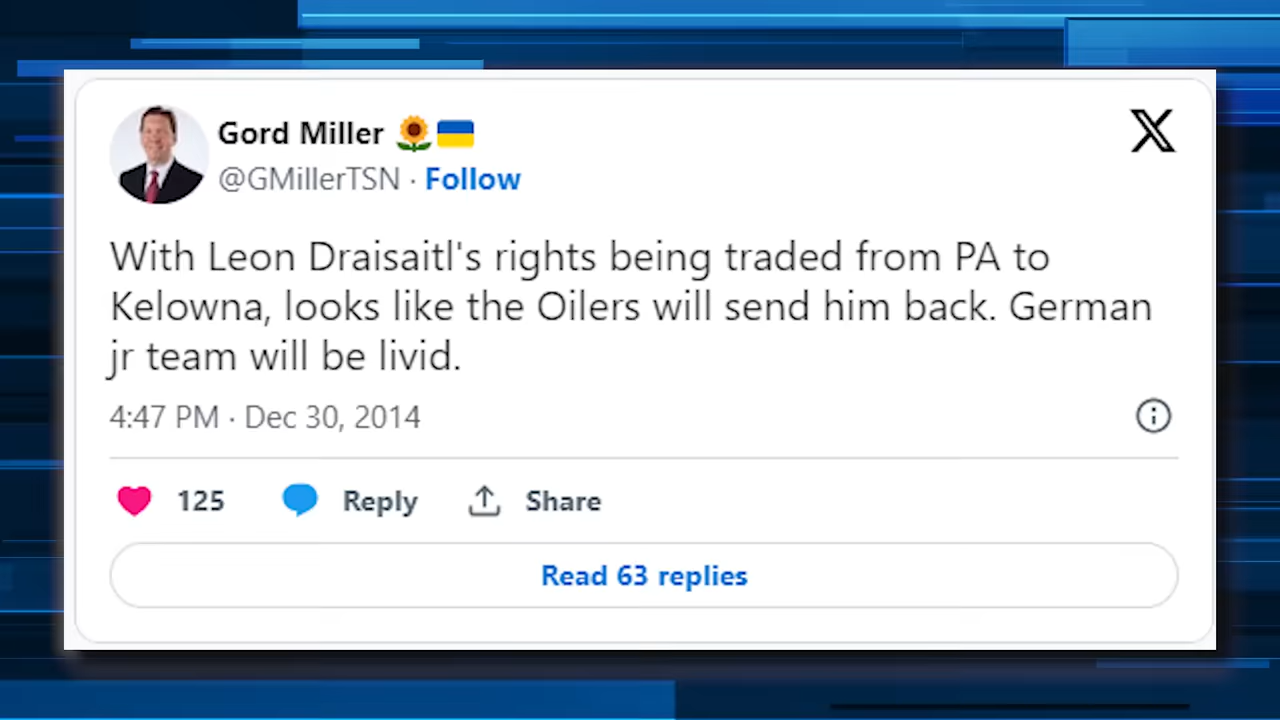 Gord Miller 🌻🇺🇦
@GMillerTSN · Follow
With Leon Draisaitl's rights being traded from PA to
Kelowna, looks like the Oilers will send him back. German
jr team will be livid.
4:47 PM · Dec 30, 2014
125 Reply Share
Read 63 replies